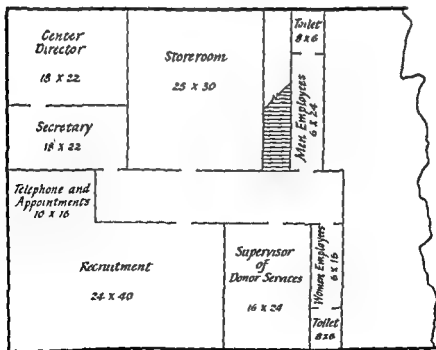 Center
Director
18 X 22
Storeroom
25 X 30
Toilet
8 x 6
Men Employees
6 X 24
Secretary
18 X 22
Telephone and
Appointments
10 X 16
Recruitment
24 X 40
Supervisor
of
Donor Services
16 X 24
Women Employees
6 X 16
Toilet
8 x 6